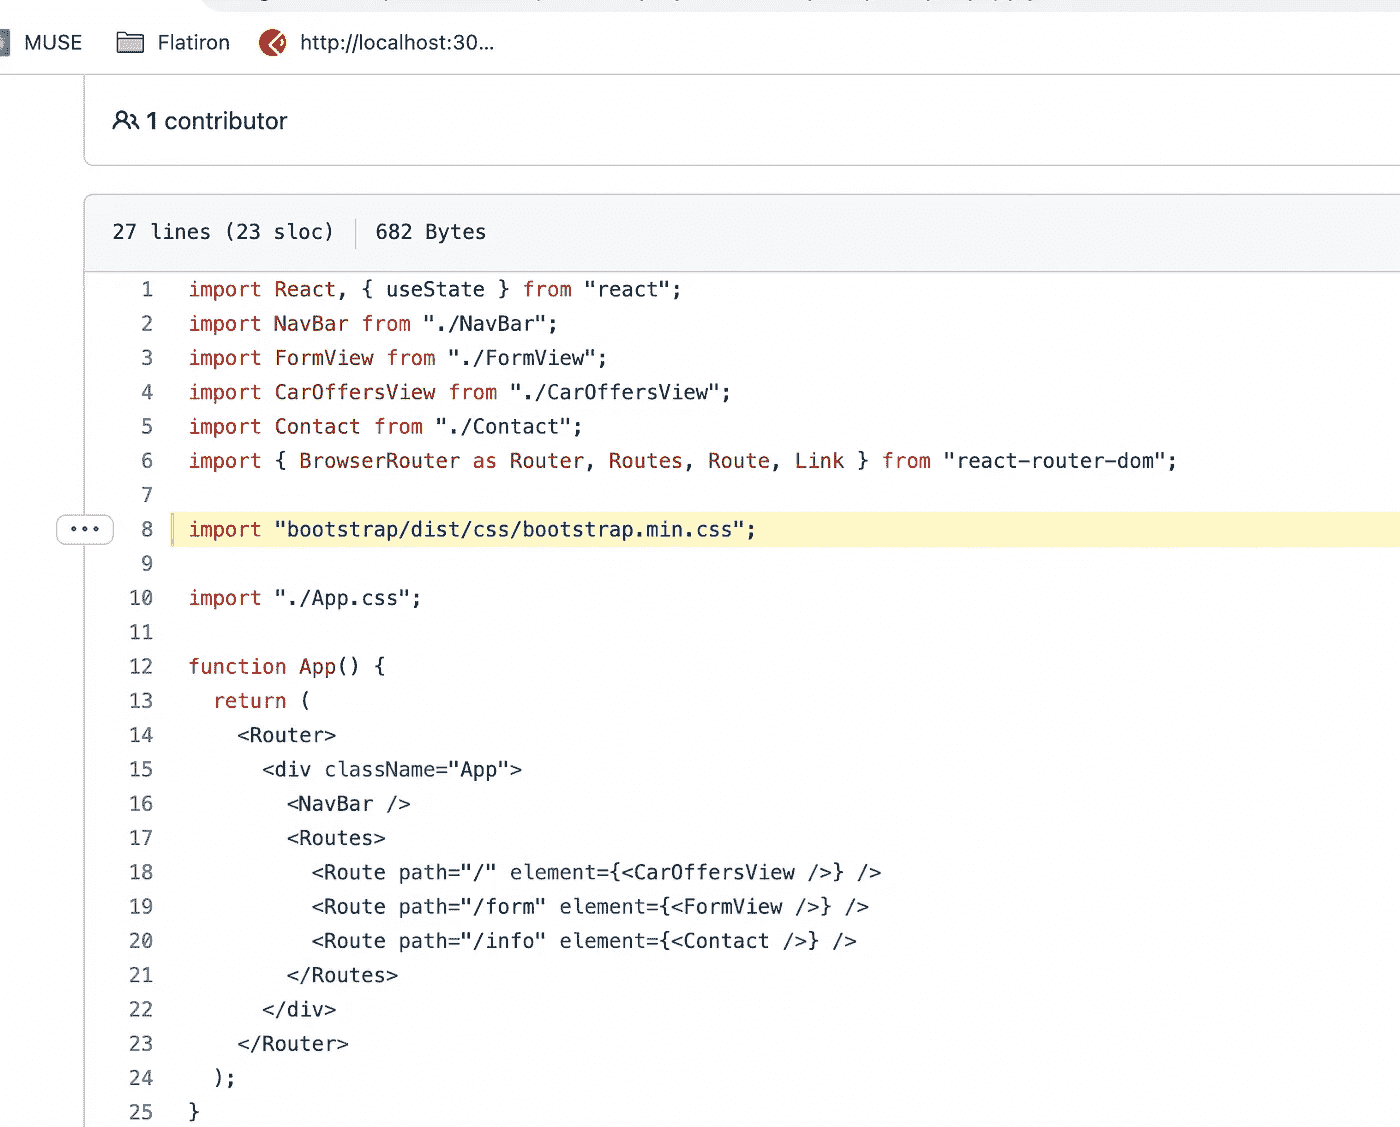 MUSE Flatiron http://localhost:30...
1 contributor
27 lines (23 sloc) 682 Bytes
1 import React, { useState } from "react";
2 import NavBar from "./NavBar";
3 import FormView from "./FormView";
4 import CarOffersView from "./CarOffersView";
5 import Contact from "./Contact";
6 import { BrowserRouter as Router, Routes, Route, Link } from "react-router-dom";
7
... 8 import "bootstrap/dist/css/bootstrap.min.css";
9
10 import "./App.css";
11
12 function App() {
13   return (
14     <Router>
15       <div className="App">
16         <NavBar />
17         <Routes>
18           <Route path="/" element={<CarOffersView />} />
19           <Route path="/form" element={<FormView />} />
20           <Route path="/info" element={<Contact />} />
21         </Routes>
22       </div>
23     </Router>
24   );
25 }